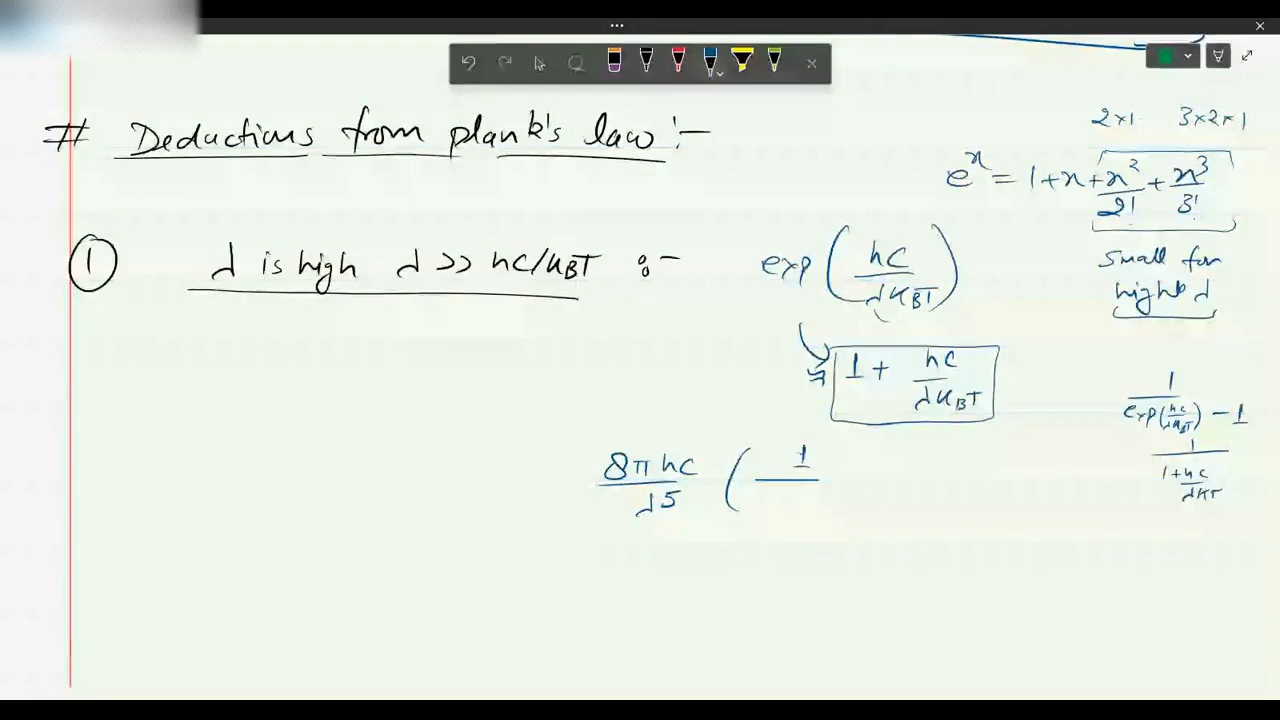 # Deductions from plank's law :-
2×1 3×2×1
e^x = 1+x+x²/2! + x³/3!
small for
high λ
① λ is high λ >> hc/k_BT :-
exp (hc/λk_BT)
≈ 1 + hc/λk_BT
1/(exp(hc/λk_BT) - 1)
1/(1+hc/λkT)
8πhc/λ5 ( 1/